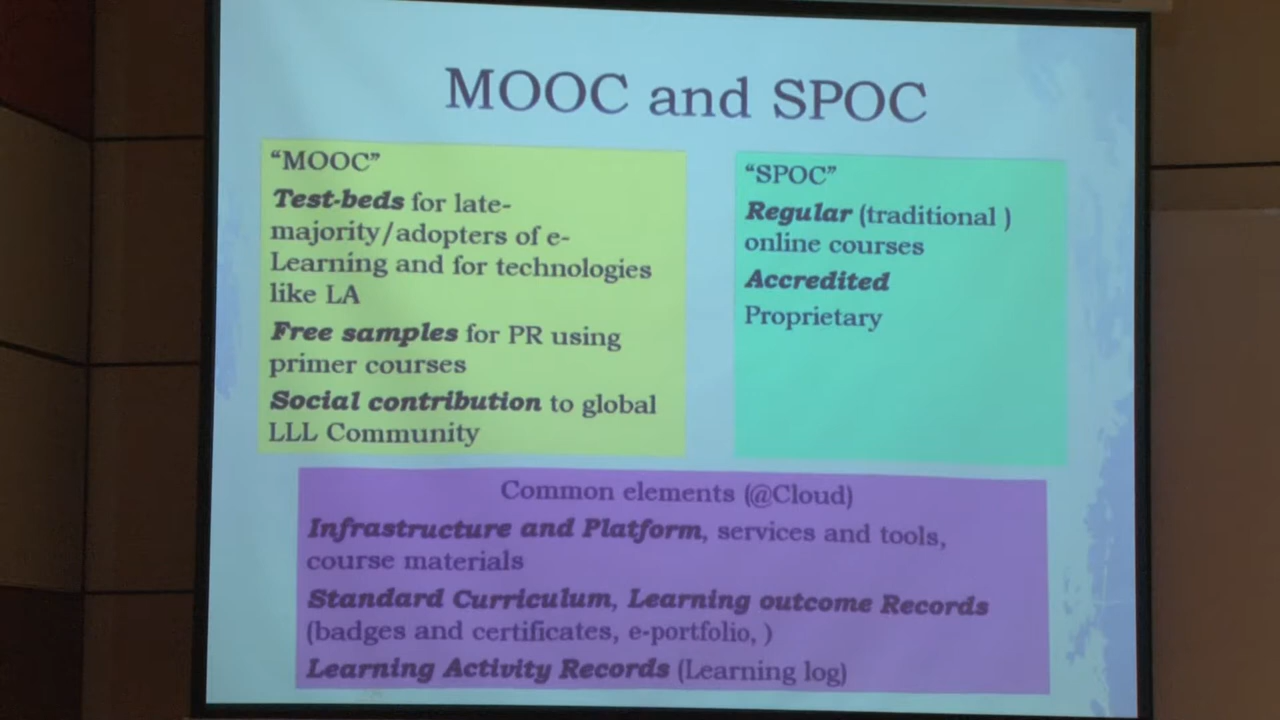 MOOC and SPOC
“MOOC”
Test-beds for late-
majority/adopters of e-
Learning and for technologies
like LA
Free samples for PR using
primer courses
Social contribution to global
LLL Community
“SPOC”
Regular (traditional )
online courses
Accredited
Proprietary
Common elements (@Cloud)
Infrastructure and Platform, services and tools,
course materials
Standard Curriculum, Learning outcome Records
(badges and certificates, e-portfolio, )
Learning Activity Records (Learning log)